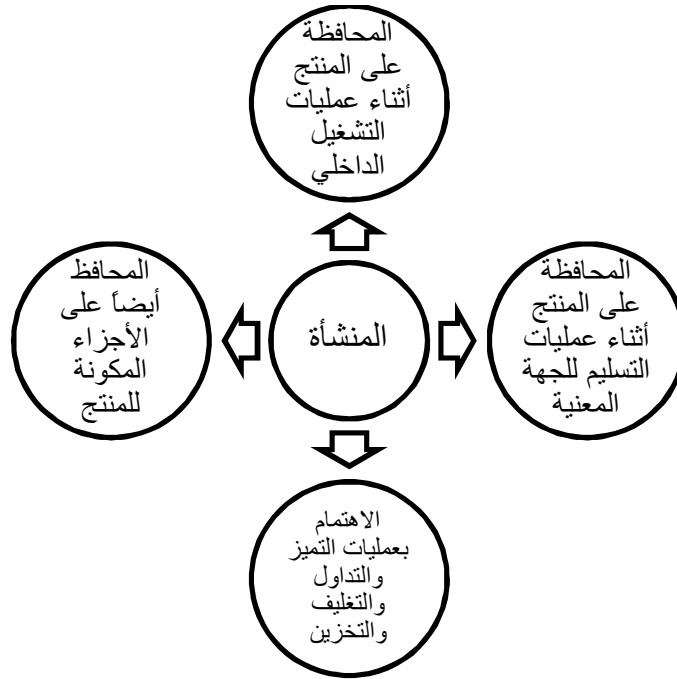 المحافظة
على المنتج
أثناء عمليات
التشغيل
الداخلي
المحافظة
على المنتج
أثناء عمليات
التسليم للجهة
المعنية
المنشأة
المحافظ
أيضاً على
الأجزاء
المكونة
للمنتج
الاهتمام
بعمليات التميز
والتداول
والتغليف
والتخزين